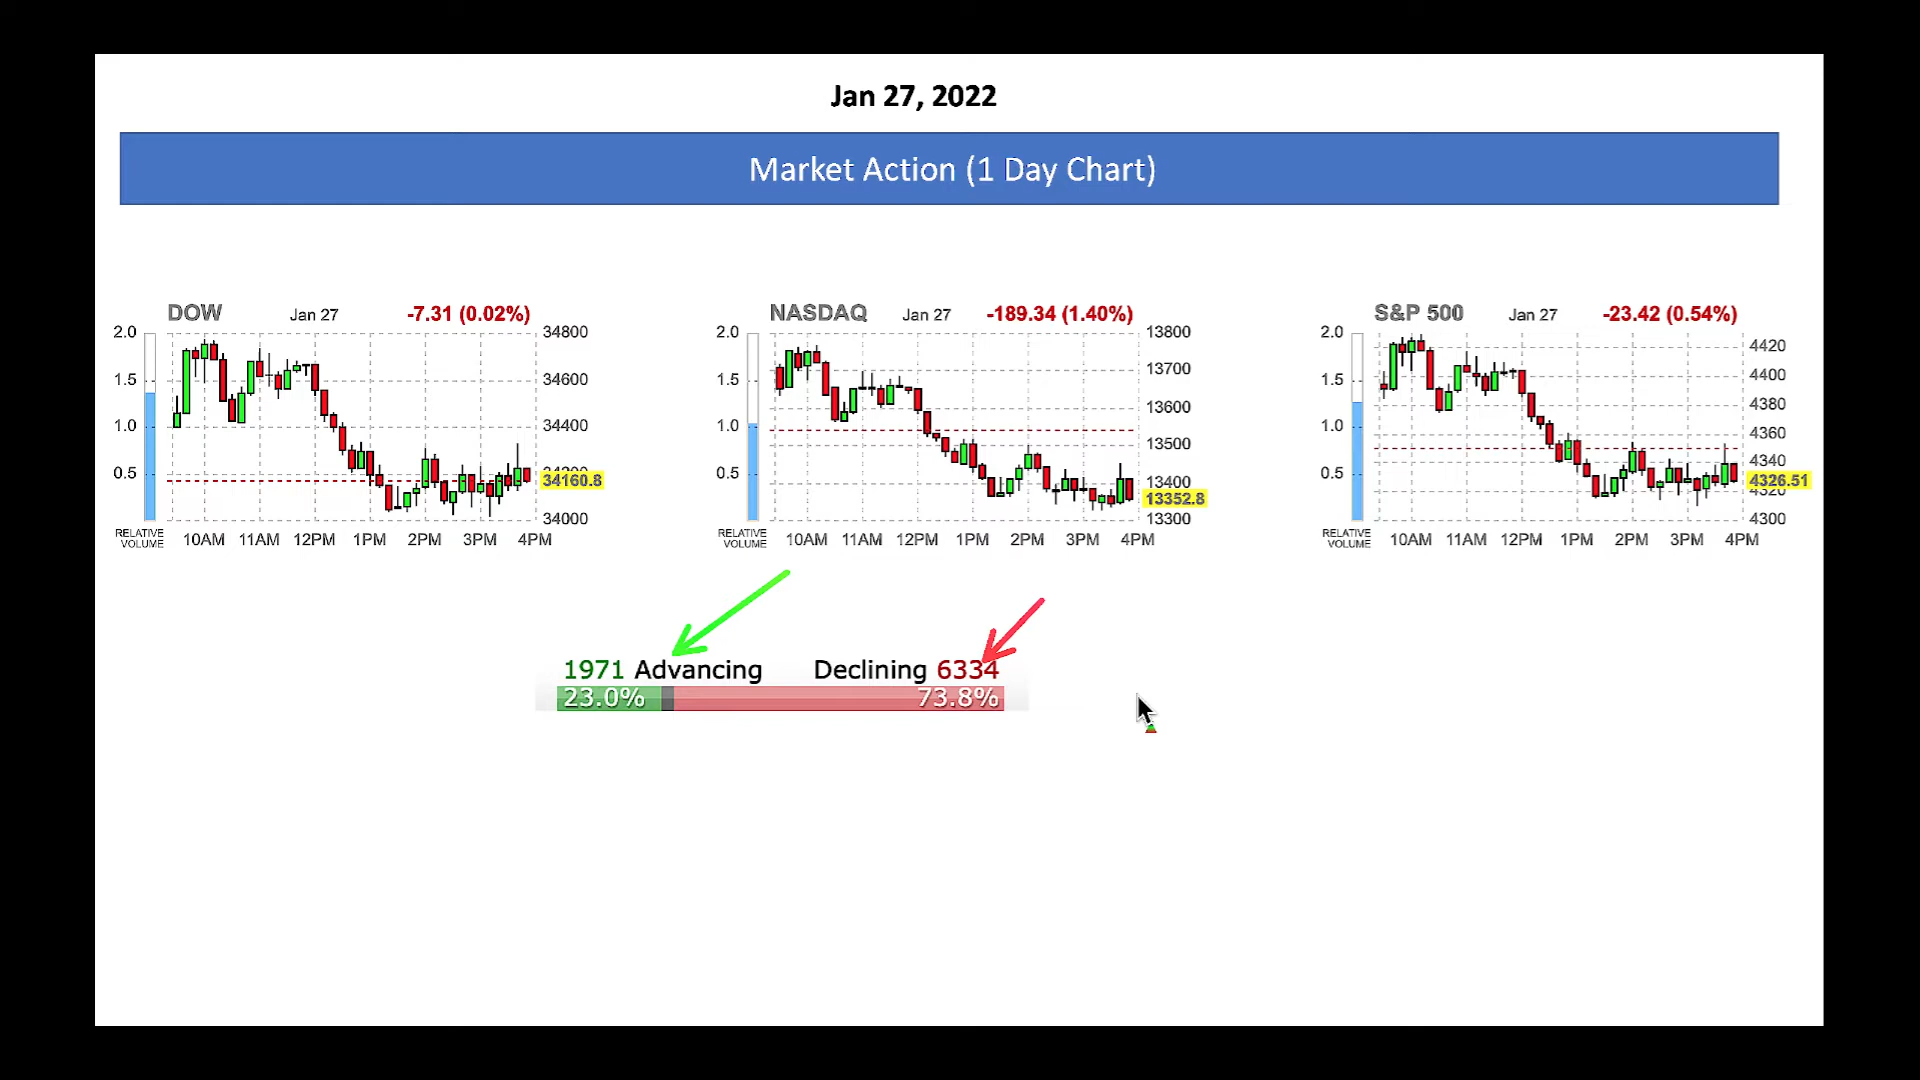 Jan 27, 2022
Market Action (1 Day Chart)
DOW Jan 27 -7.31 (0.02%)
2.0
1.5
1.0
0.5
34800
34600
34400
34200
34160.8
34000
RELATIVE
VOLUME
10AM 11AM 12PM 1PM 2PM 3PM 4PM
NASDAQ Jan 27 -189.34 (1.40%)
2.0
1.5
1.0
0.5
13800
13700
13600
13500
13400
13352.8
13300
RELATIVE
VOLUME
10AM 11AM 12PM 1PM 2PM 3PM 4PM
S&P 500 Jan 27 -23.42 (0.54%)
2.0
1.5
1.0
0.5
4420
4400
4380
4360
4340
4326.51
4320
4300
RELATIVE
VOLUME
10AM 11AM 12PM 1PM 2PM 3PM 4PM
1971 Advancing Declining 6334
23.0% 73.8%